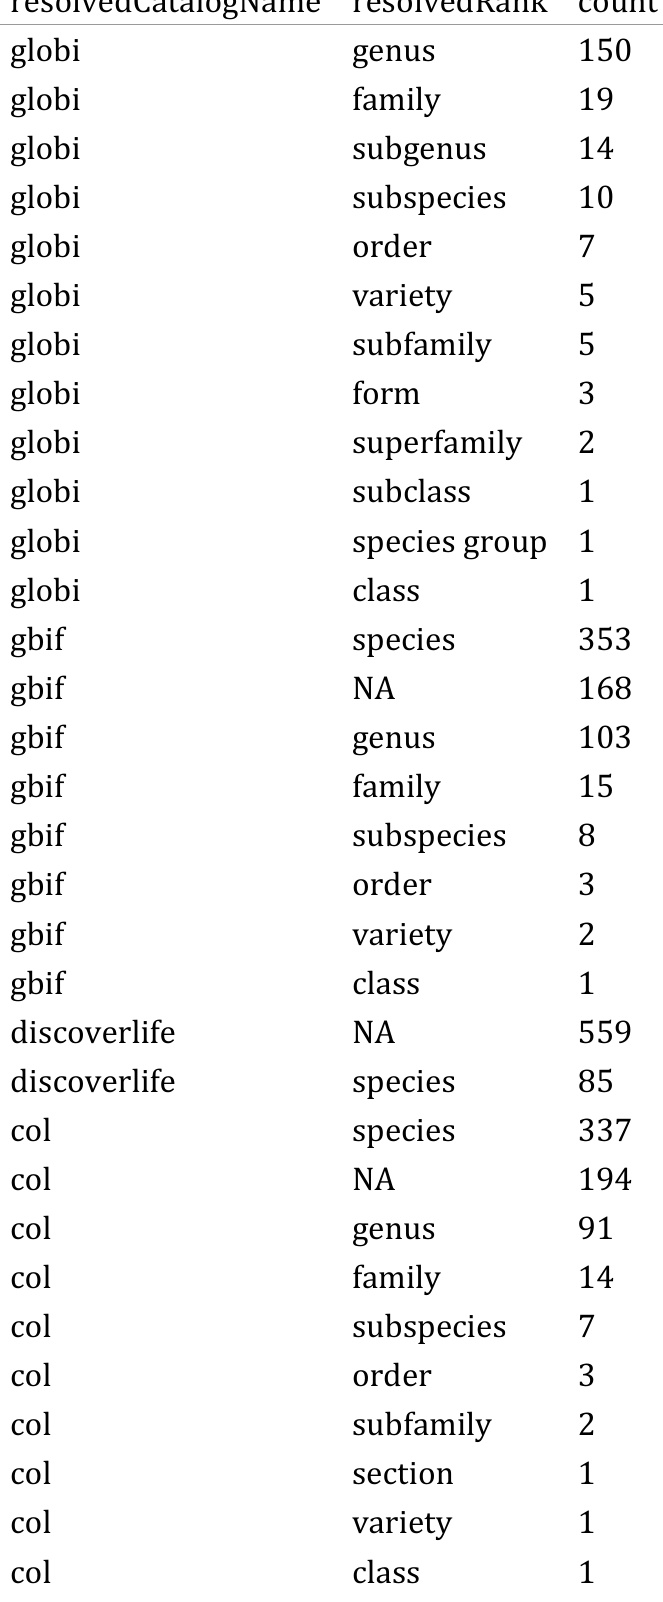 resolvedCatalogName resolvedRank count
globi genus 150
globi family 19
globi subgenus 14
globi subspecies 10
globi order 7
globi variety 5
globi subfamily 5
globi form 3
globi superfamily 2
globi subclass 1
globi species group 1
globi class 1
gbif species 353
gbif NA 168
gbif genus 103
gbif family 15
gbif subspecies 8
gbif order 3
gbif variety 2
gbif class 1
discoverlife NA 559
discoverlife species 85
col species 337
col NA 194
col genus 91
col family 14
col subspecies 7
col order 3
col subfamily 2
col section 1
col variety 1
col class 1